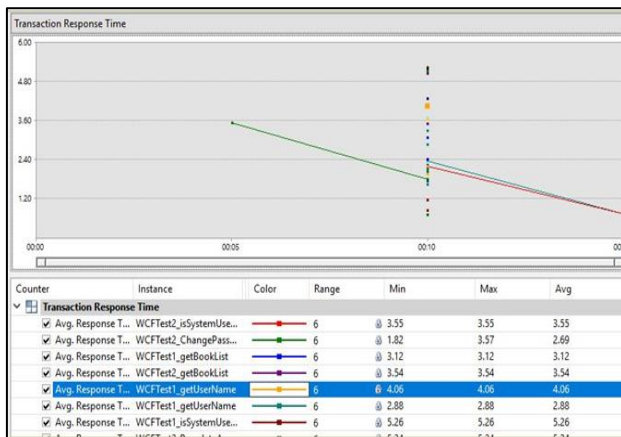 Transaction Response Time
6.00
4.80
3.60
2.40
1.20
00:00 00:05 00:10
Counter Instance Color Range Min Max Avg
Transaction Response Time
Avg. Response T... WCFTest2_isSystemUse... 6 3.55 3.55 3.55
Avg. Response T... WCFTest2_ChangePass... 6 1.82 3.57 2.69
Avg. Response T... WCFTest1_getBookList 6 3.12 3.12 3.12
Avg. Response T... WCFTest2_getBookList 6 3.54 3.54 3.54
Avg. Response T... WCFTest1_getUserName 6 4.06 4.06 4.06
Avg. Response T... WCFTest1_getUserName 6 2.88 2.88 2.88
Avg. Response T... WCFTest1_isSystemUse... 6 5.26 5.26 5.26